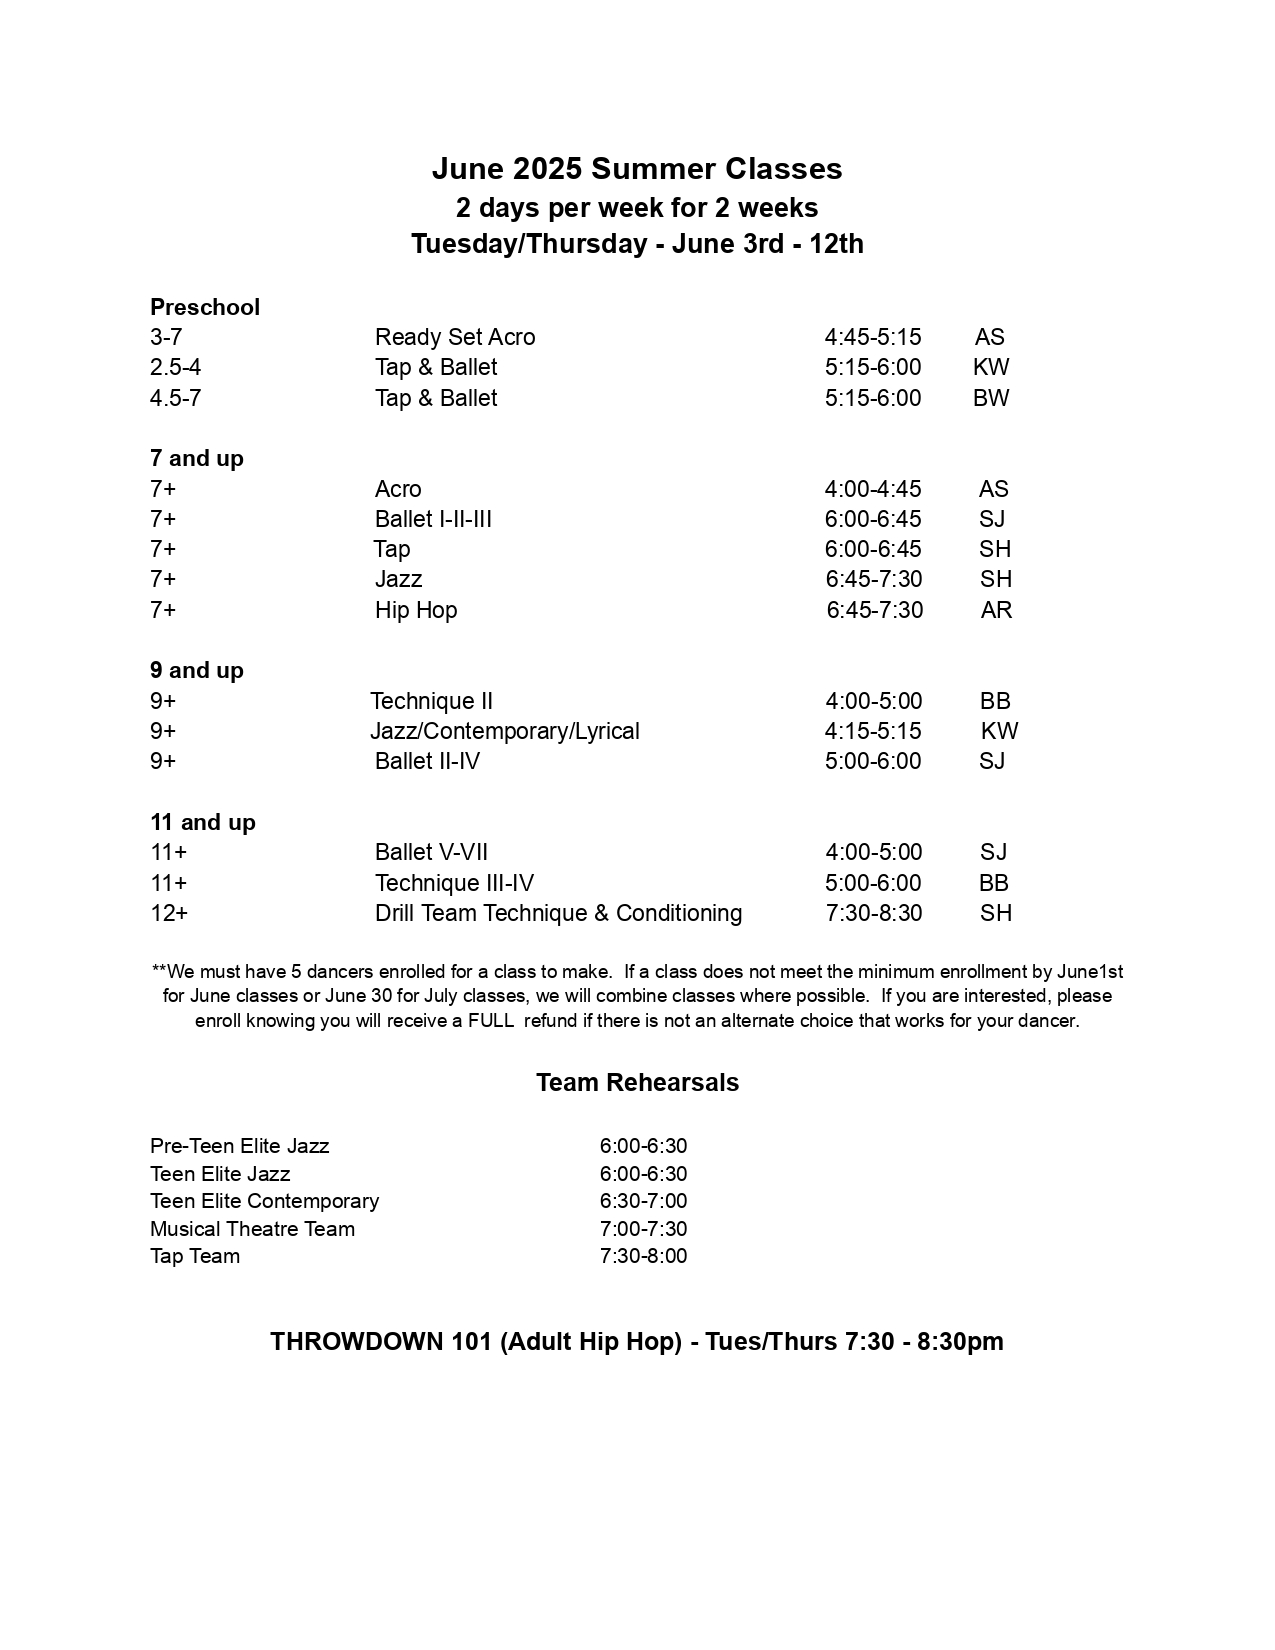 June 2025 Summer Classes
2 days per week for 2 weeks
Tuesday/Thursday - June 3rd - 12th
Preschool
3-7 Ready Set Acro 4:45-5:15 AS
2.5-4 Tap & Ballet 5:15-6:00 KW
4.5-7 Tap & Ballet 5:15-6:00 BW
7 and up
7+ Acro 4:00-4:45 AS
7+ Ballet I-II-III 6:00-6:45 SJ
7+ Tap 6:00-6:45 SH
7+ Jazz 6:45-7:30 SH
7+ Hip Hop 6:45-7:30 AR
9 and up
9+ Technique II 4:00-5:00 BB
9+ Jazz/Contemporary/Lyrical 4:15-5:15 KW
9+ Ballet II-IV 5:00-6:00 SJ
11 and up
11+ Ballet V-VII 4:00-5:00 SJ
11+ Technique III-IV 5:00-6:00 BB
12+ Drill Team Technique & Conditioning 7:30-8:30 SH
**We must have 5 dancers enrolled for a class to make. If a class does not meet the minimum enrollment by June1st
for June classes or June 30 for July classes, we will combine classes where possible. If you are interested, please
enroll knowing you will receive a FULL refund if there is not an alternate choice that works for your dancer.
Team Rehearsals
Pre-Teen Elite Jazz 6:00-6:30
Teen Elite Jazz 6:00-6:30
Teen Elite Contemporary 6:30-7:00
Musical Theatre Team 7:00-7:30
Tap Team 7:30-8:00
THROWDOWN 101 (Adult Hip Hop) - Tues/Thurs 7:30 - 8:30pm